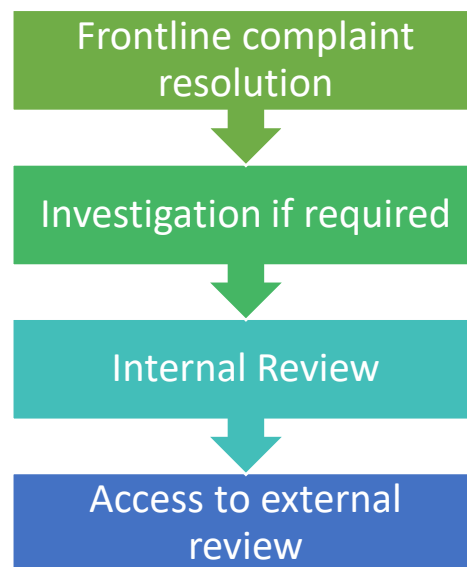 Frontline complaint
resolution
Investigation if required
Internal Review
Access to external
review